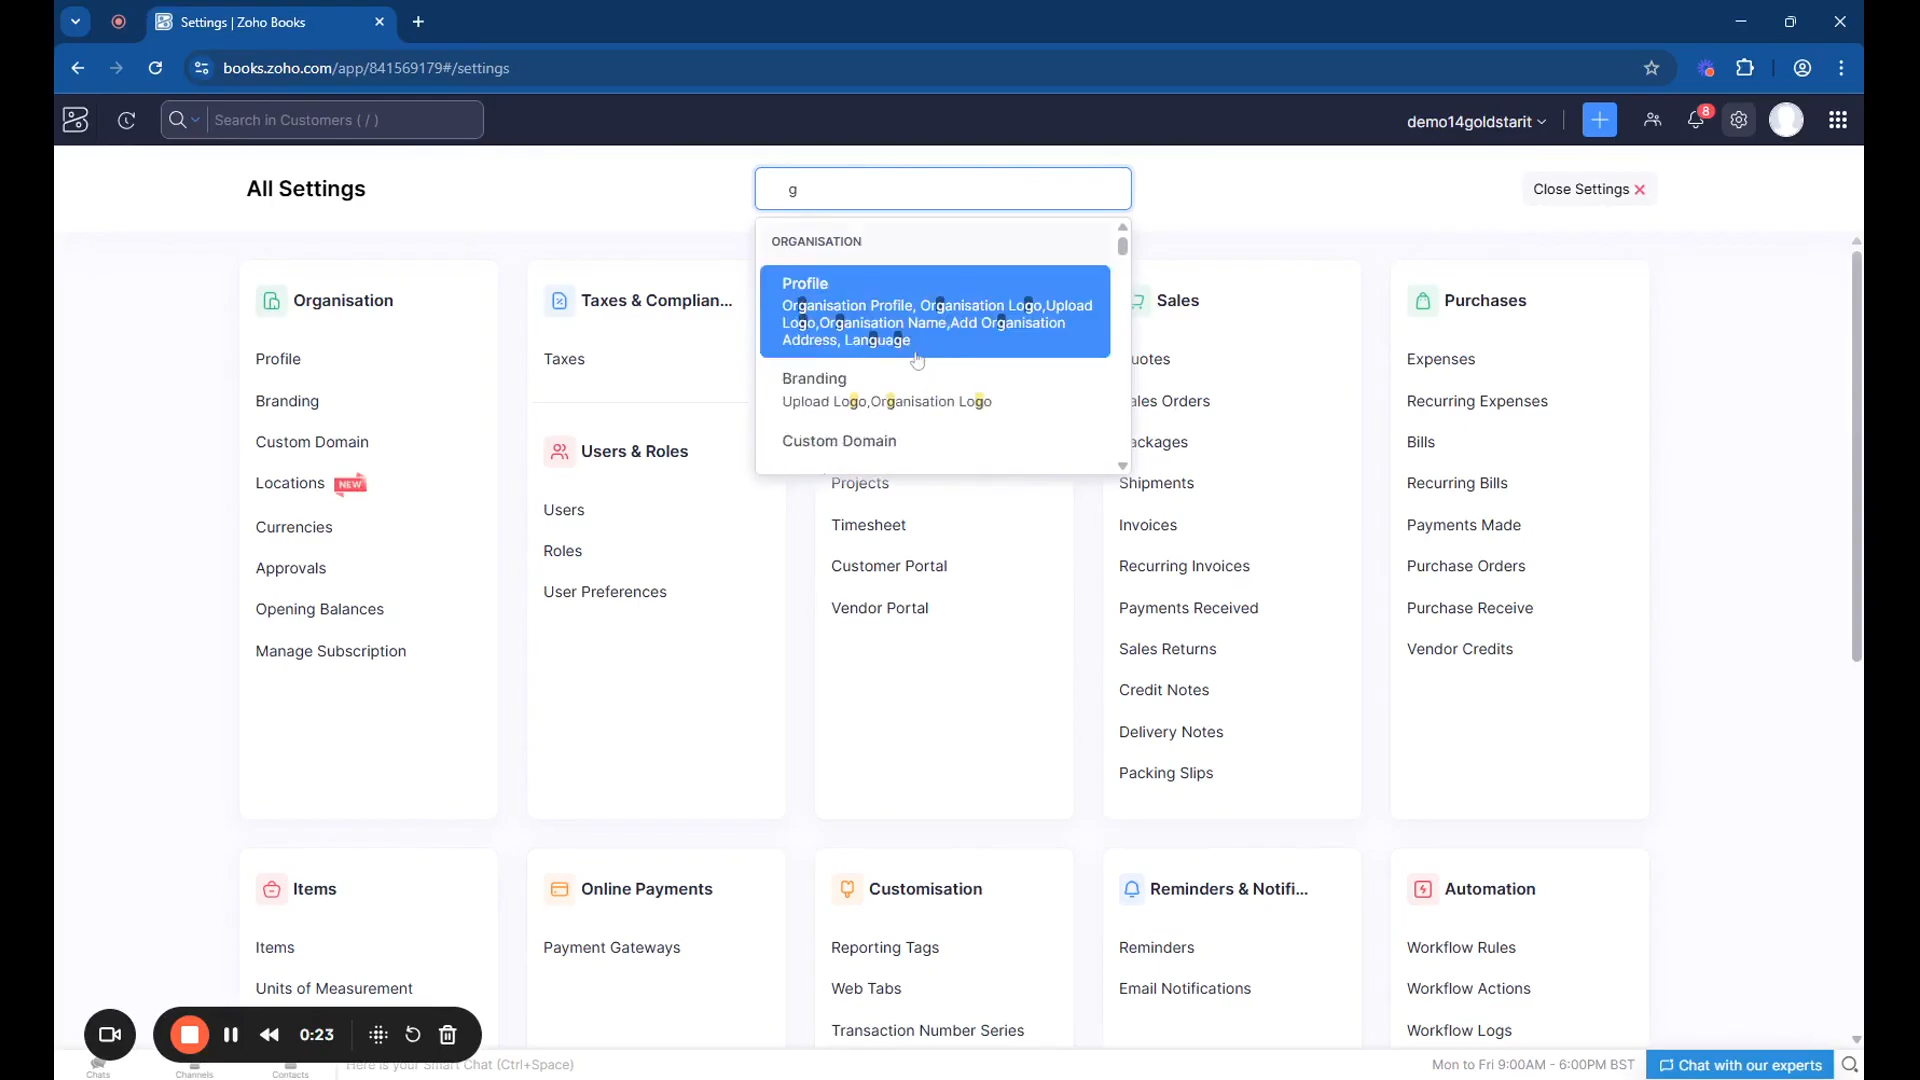 Settings | Zoho Books
books.zoho.com/app/841569179#/settings
Search in Customers ( / )
demo14goldstarit
8
All Settings
g
Close Settings
ORGANISATION
Profile
Organisation Profile, Organisation Logo,Upload
Logo,Organisation Name,Add Organisation
Address, Language
Branding
Upload Logo,Organisation Logo
Custom Domain
Organisation
Profile
Branding
Custom Domain
Locations NEW
Currencies
Approvals
Opening Balances
Manage Subscription
Taxes & Complian...
Taxes
Users & Roles
Users
Roles
User Preferences
Projects
Timesheet
Customer Portal
Vendor Portal
Sales
uotes
ales Orders
ackages
Shipments
Invoices
Recurring Invoices
Payments Received
Sales Returns
Credit Notes
Delivery Notes
Packing Slips
Purchases
Expenses
Recurring Expenses
Bills
Recurring Bills
Payments Made
Purchase Orders
Purchase Receive
Vendor Credits
Items
Items
Units of Measurement
Online Payments
Payment Gateways
Customisation
Reporting Tags
Web Tabs
Transaction Number Series
Reminders & Notifi...
Reminders
Email Notifications
Automation
Workflow Rules
Workflow Actions
Workflow Logs
0:23
Chats
Channels
Contacts
Here is your Smart Chat (Ctrl+Space)
Mon to Fri 9:00AM - 6:00PM BST
Chat with our experts